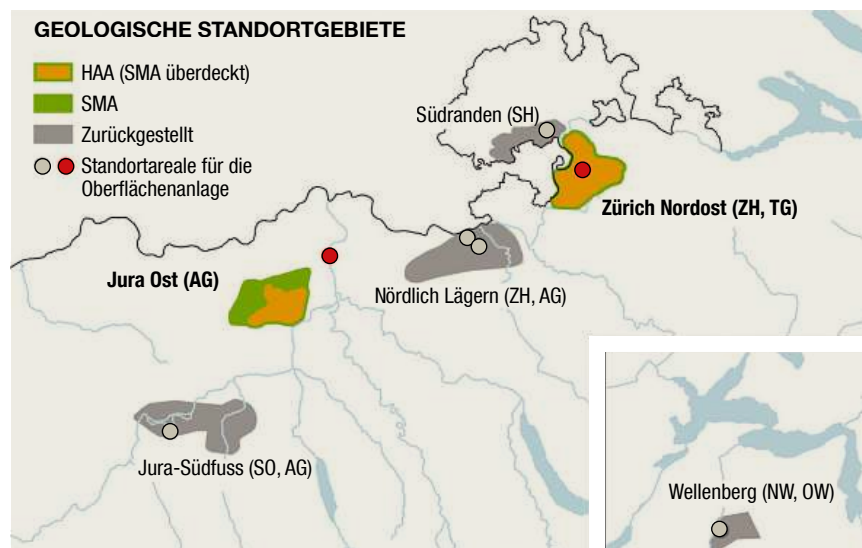 GEOLOGISCHE STANDORTGEBIETE
HAA (SMA überdeckt)
SMA
Zurückgestellt
Standortareale für die
Oberflächenanlage
Südranden (SH)
Zürich Nordost (ZH, TG)
Jura Ost (AG)
Nördlich Lägern (ZH, AG)
Jura-Südfuss (SO, AG)
Wellenberg (NW, OW)